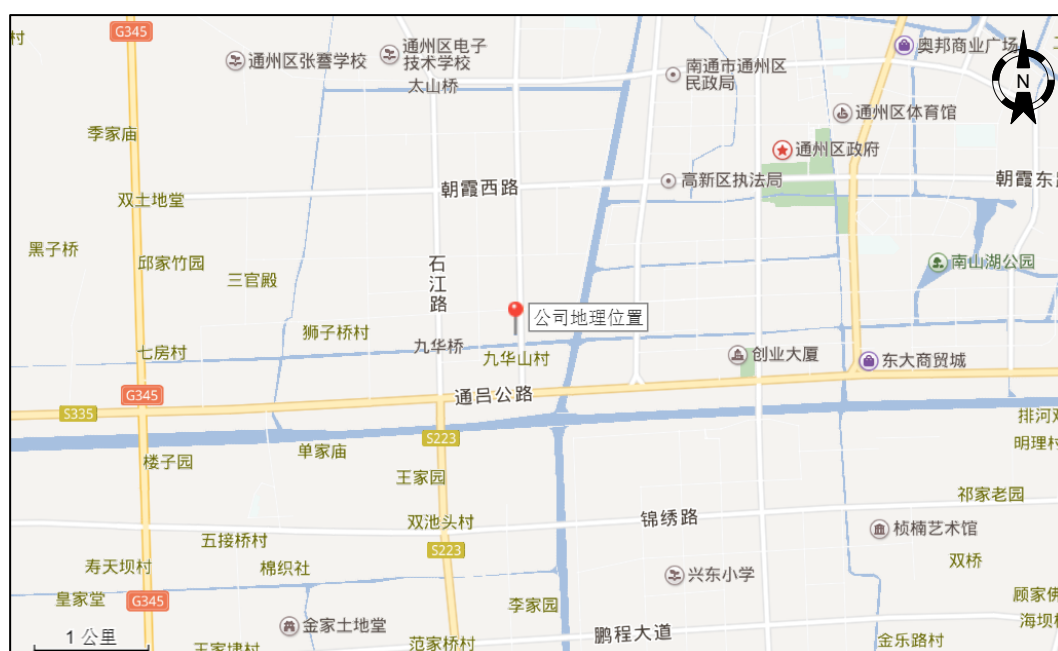 G345
通州区张謇学校
通州区电子
技术学校
太山桥
南通市通州区
民政局
奥邦商业广场
N
季家庙
通州区体育馆
通州区政府
双土地堂
朝霞西路
高新区执法局
朝霞东路
黑子桥
邱家竹园
三官殿
石江路
南山湖公园
公司地理位置
狮子桥村
七房村
九华桥
九华山村
创业大厦
东大商贸城
G345
S335
通吕公路
S223
单家庙
楼子园
王家园
明理村
祁家老园
双池头村
锦绣路
桢楠艺术馆
五接桥村
S223
寿天坝村
棉织社
兴东小学
双桥
皇家堂
G345
李家园
金家土地堂
1 公里
王家埭村
范家桥村
鹏程大道
金乐路村